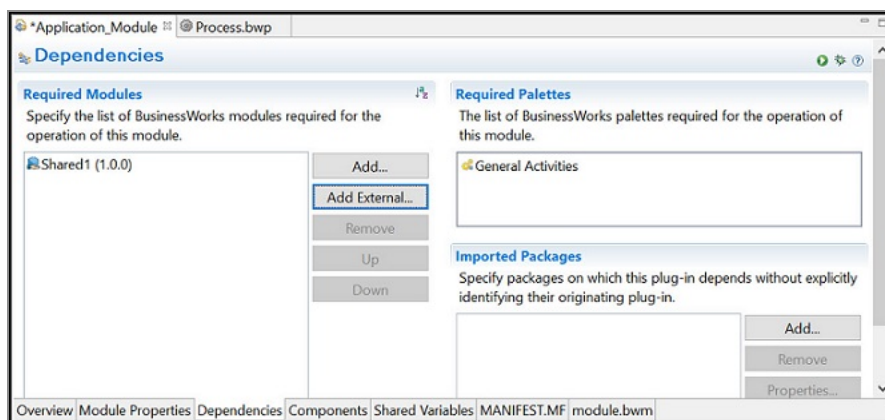 *Application_Module Process.bwp
Dependencies
Required Modules
Specify the list of BusinessWorks modules required for the
operation of this module.
Shared1 (1.0.0)
Add...
Add External...
Remove
Up
Down
Required Palettes
The list of BusinessWorks palettes required for the operation of
this module.
General Activities
Imported Packages
Specify packages on which this plug-in depends without explicitly
identifying their originating plug-in.
Add...
Remove
Properties...
Overview Module Properties Dependencies Components Shared Variables MANIFEST.MF module.bwm